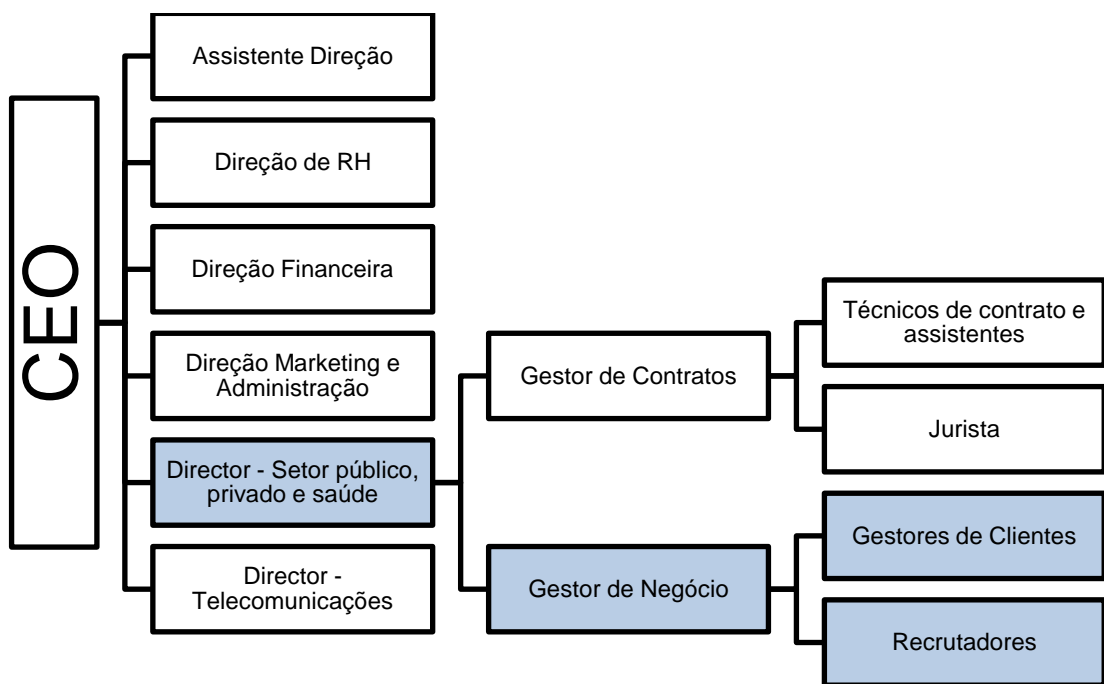 CEO
Assistente Direção
Direção de RH
Direção Financeira
Direção Marketing e
Administração
Director - Setor público,
privado e saúde
Director -
Telecomunicações
Gestor de Contratos
Gestor de Negócio
Técnicos de contrato e
assistentes
Jurista
Gestores de Clientes
Recrutadores